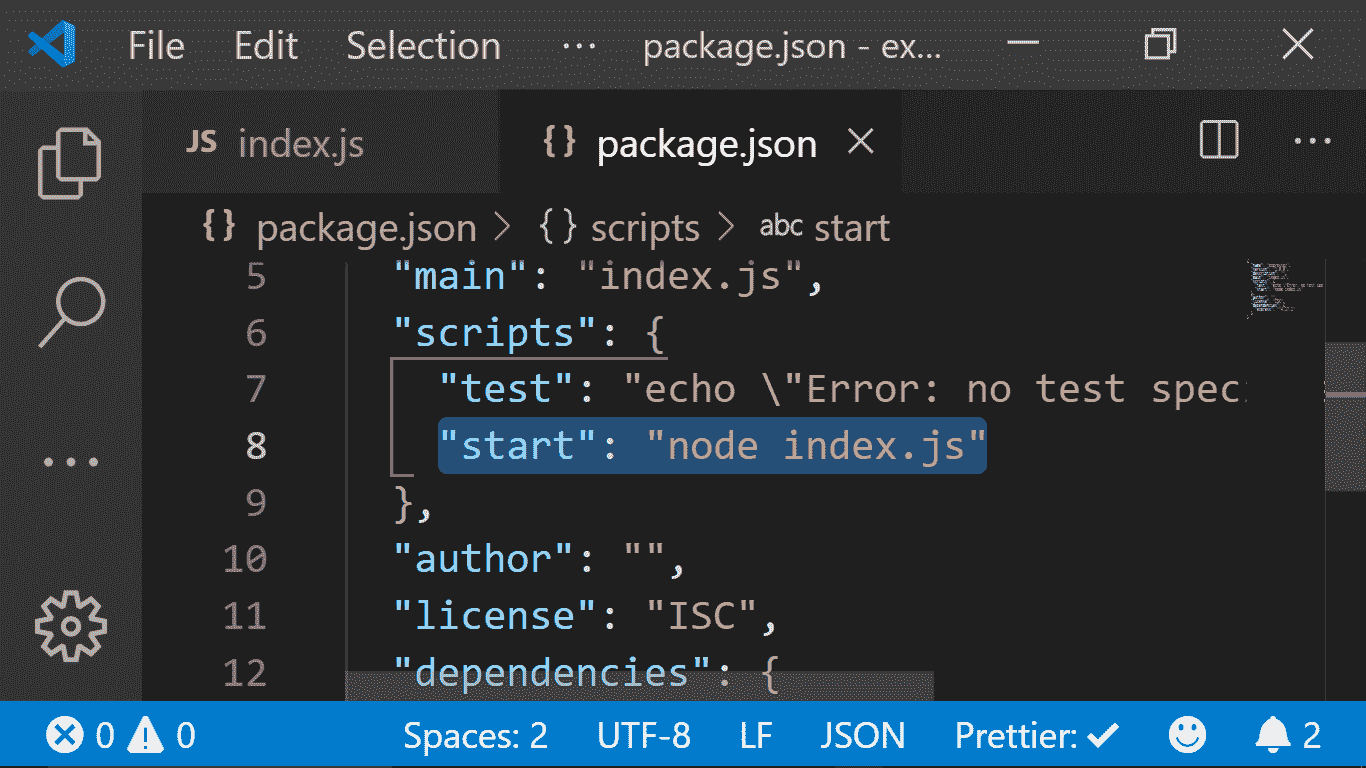 File Edit Selection ··· package.json - ex...
JS index.js {} package.json ···
{} package.json > {} scripts > abc start
5 "main": "index.js",
6 "scripts": {
7 "test": "echo \"Error: no test spec
8 "start": "node index.js"
9 },
10 "author": "",
11 "license": "ISC",
12 "dependencies": {
0 0 Spaces: 2 UTF-8 LF JSON Prettier: ✓ 2